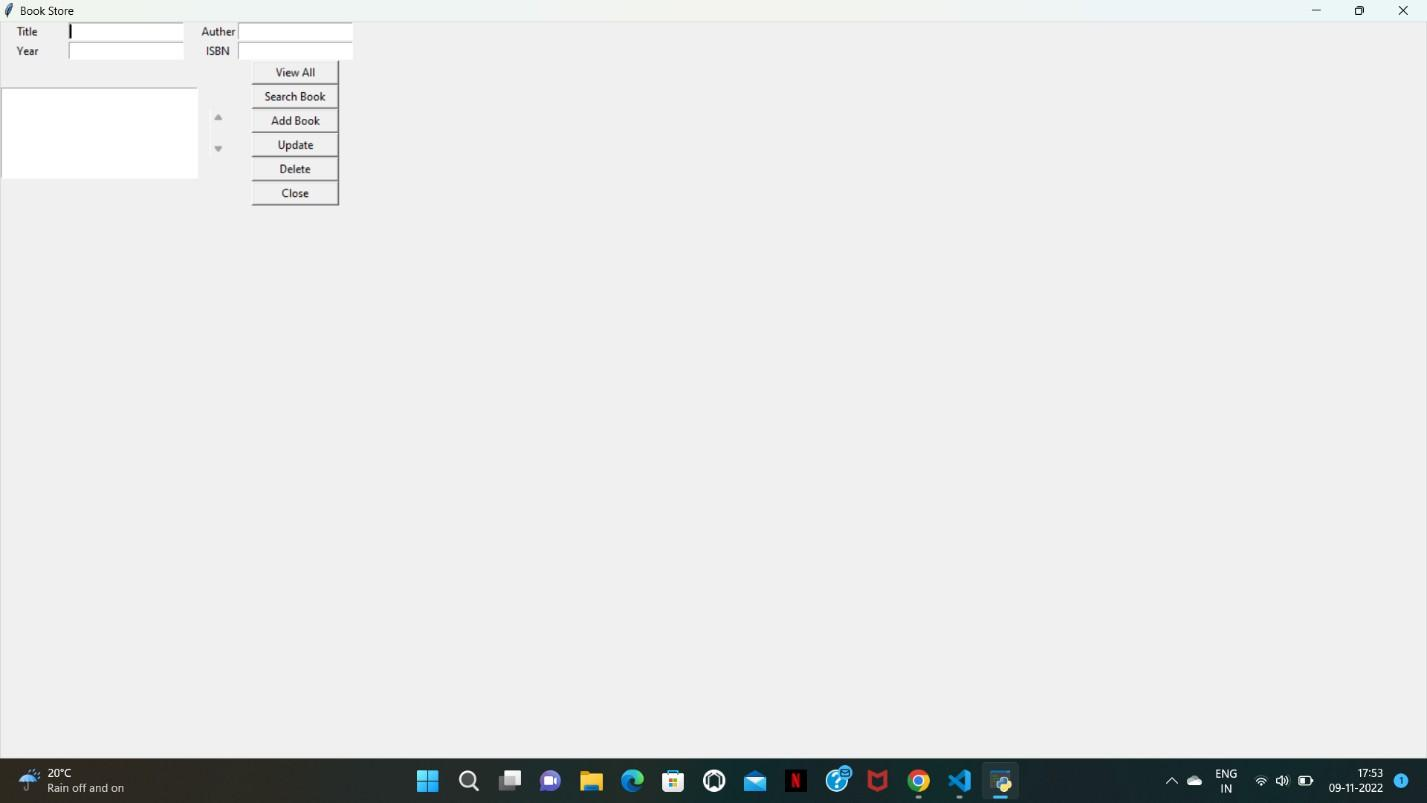 Book Store
Title Auther
Year ISBN
View All
Search Book
Add Book
Update
Delete
Close
20°C
Rain off and on
N
ENG
IN
17:53
09-11-2022
1